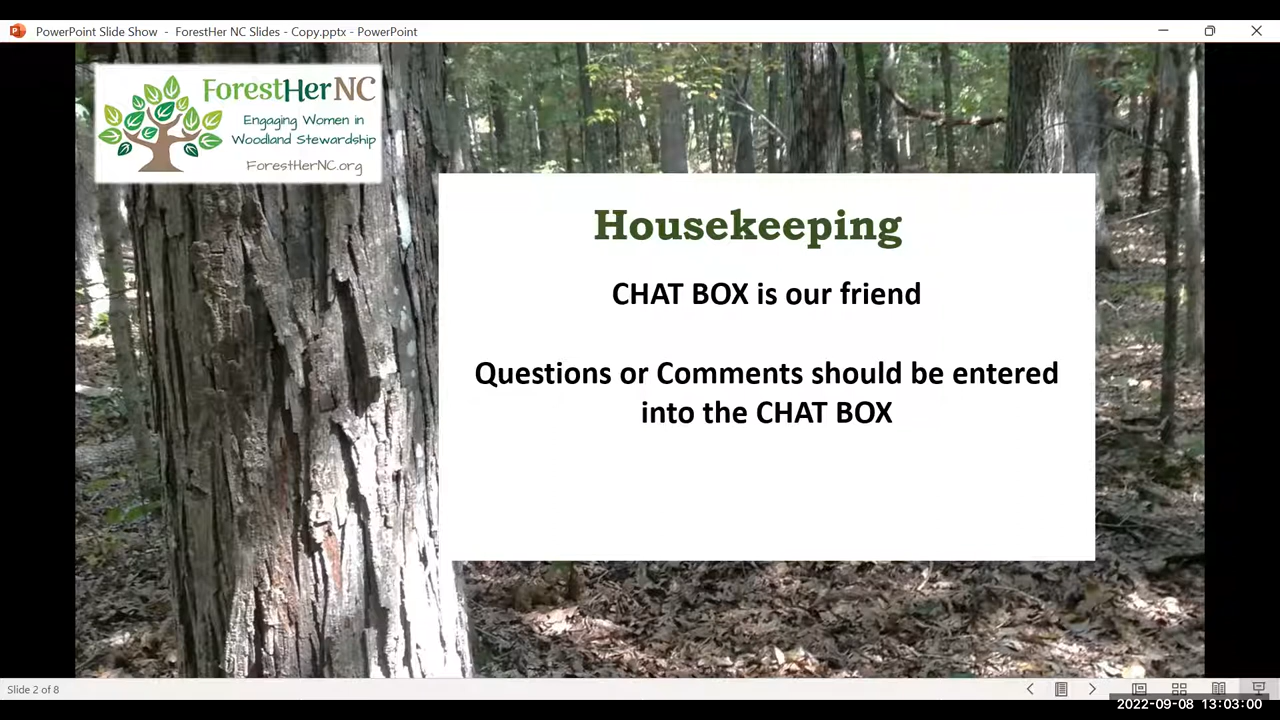 PowerPoint Slide Show - ForestHer NC Slides - Copy.pptx - PowerPoint
ForestHer NC
Engaging Women in
Woodland Stewardship
ForestHerNC.org
Housekeeping
CHAT BOX is our friend
Questions or Comments should be entered
into the CHAT BOX
Slide 2 of 8
2022-09-08 13:03:00